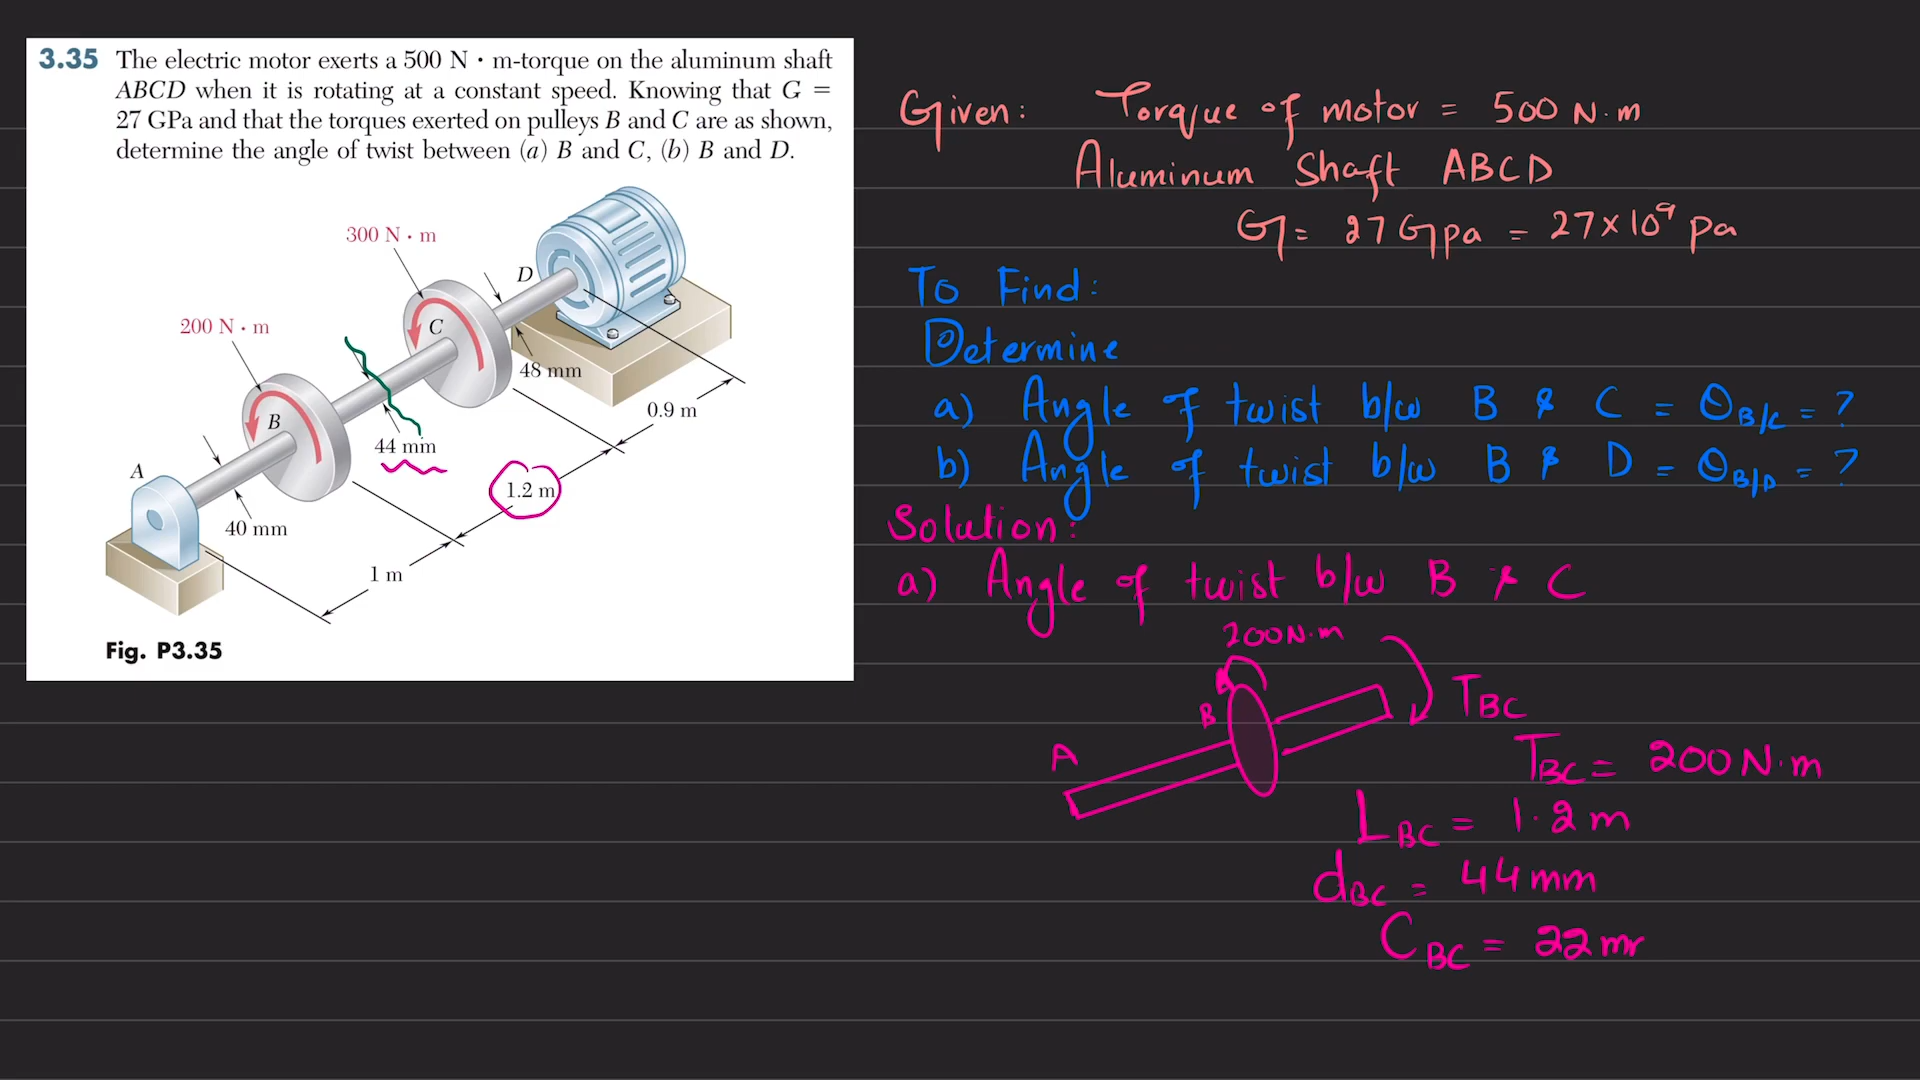 3.35 The electric motor exerts a 500 N · m-torque on the aluminum shaft
ABCD when it is rotating at a constant speed. Knowing that G =
27 GPa and that the torques exerted on pulleys B and C are as shown,
determine the angle of twist between (a) B and C, (b) B and D.
300 N · m
D
200 N · m
C
48 mm
0.9 m
B
44 mm
A
1.2 m
40 mm
1 m
Fig. P3.35
Given: Torque of motor = 500 N.m
Aluminum Shaft ABCD
G = 27 Gpa = 27×10⁹ pa
To Find:
Determine
a) Angle of twist b/w B & C = θB/C = ?
b) Angle of twist b/w B & D = θB/D = ?
Solution:
a) Angle of twist b/w B & C
200N.m
B
TBC
A
TBC = 200 N.m
LBC = 1.2 m
dBC = 44 mm
CBC = 22 mm